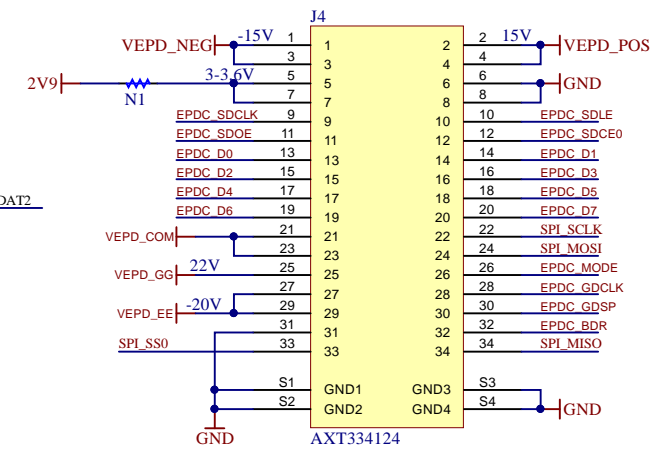 J4
VEPD_NEG -15V 1 1 2 2 15V VEPD_POS
3 3 4 4
2V9 N1 3-3,6V 5 5 6 6 GND
7 7 8 8
EPDC_SDCLK 9 9 10 10 EPDC_SDLE
EPDC_SDOE 11 11 12 12 EPDC_SDCE0
EPDC_D0 13 13 14 14 EPDC_D1
EPDC_D2 15 15 16 16 EPDC_D3
DAT2 EPDC_D4 17 17 18 18 EPDC_D5
EPDC_D6 19 19 20 20 EPDC_D7
VEPD_COM 21 21 22 22 SPI_SCLK
23 23 24 24 SPI_MOSI
VEPD_GG 22V 25 25 26 26 EPDC_MODE
27 27 28 28 EPDC_GDCLK
VEPD_EE -20V 29 29 30 30 EPDC_GDSP
31 31 32 32 EPDC_BDR
SPI_SS0 33 33 34 34 SPI_MISO
S1 GND1 GND3 S3
S2 GND2 GND4 S4 GND
GND AXT334124